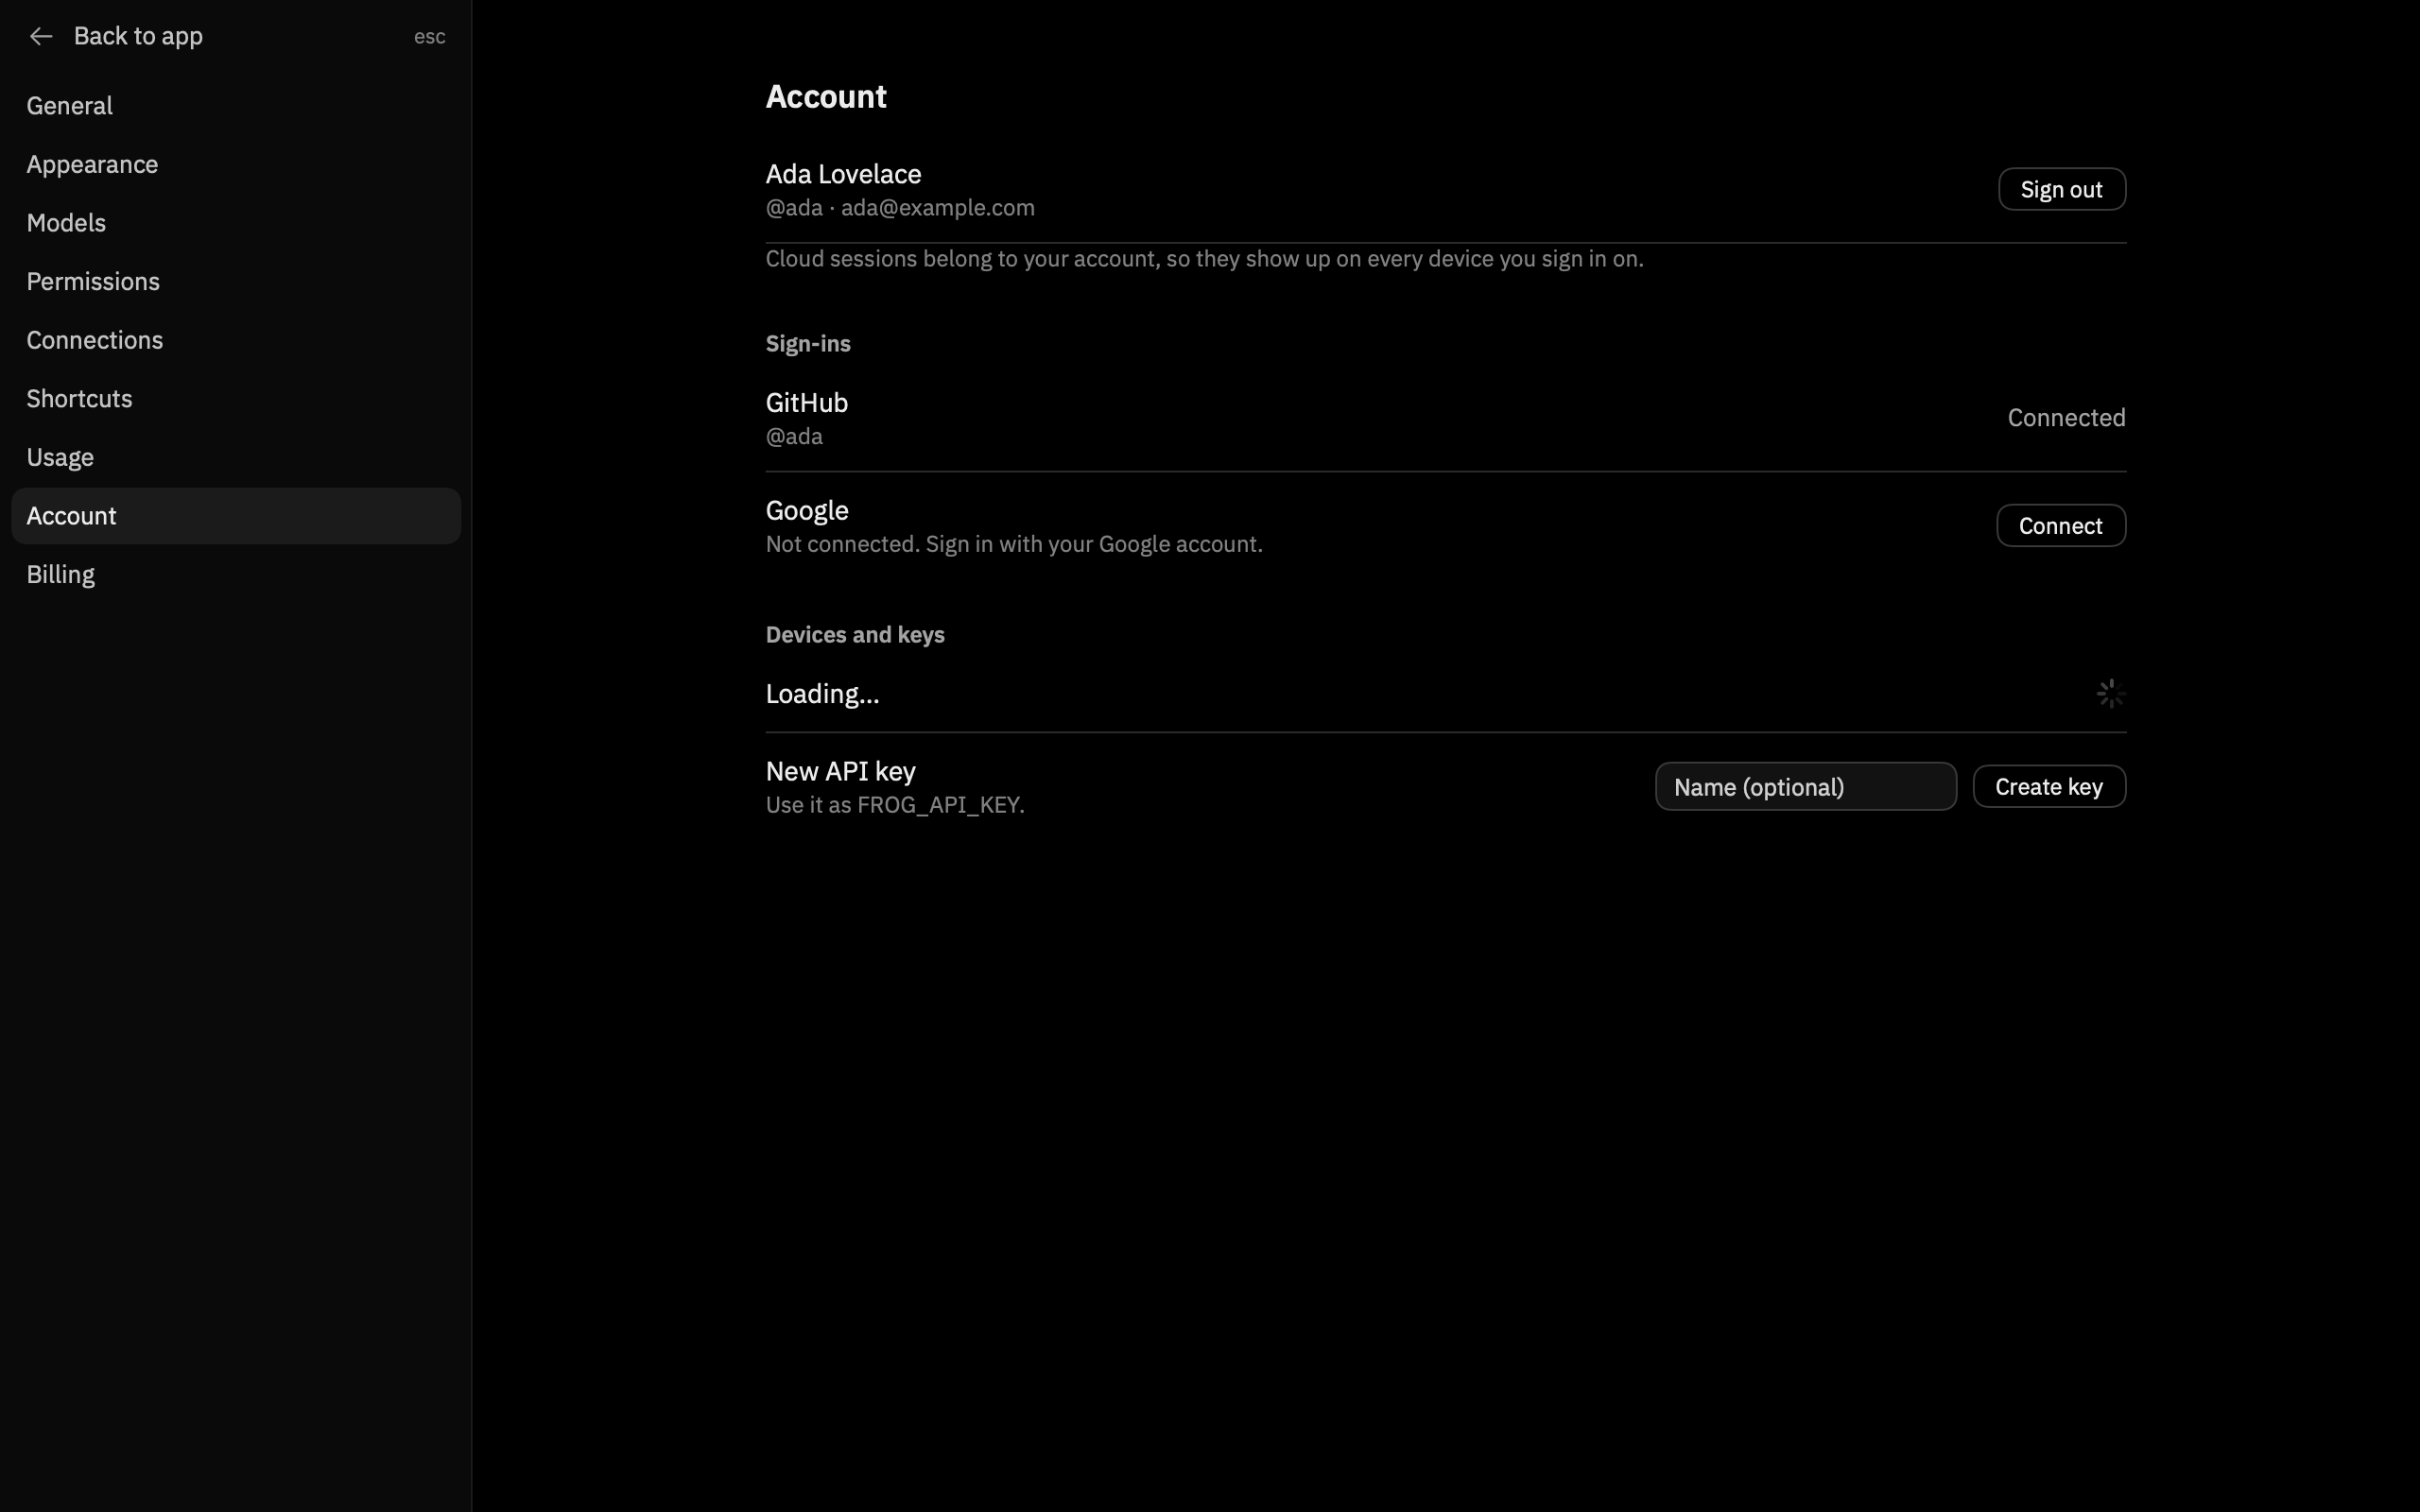 Back to app esc
General
Appearance
Models
Permissions
Connections
Shortcuts
Usage
Account
Billing
Account
Ada Lovelace
@ada · ada@example.com
Sign out
Cloud sessions belong to your account, so they show up on every device you sign in on.
Sign-ins
GitHub
@ada
Connected
Google
Not connected. Sign in with your Google account.
Connect
Devices and keys
Loading...
New API key
Use it as FROG_API_KEY.
Name (optional)
Create key